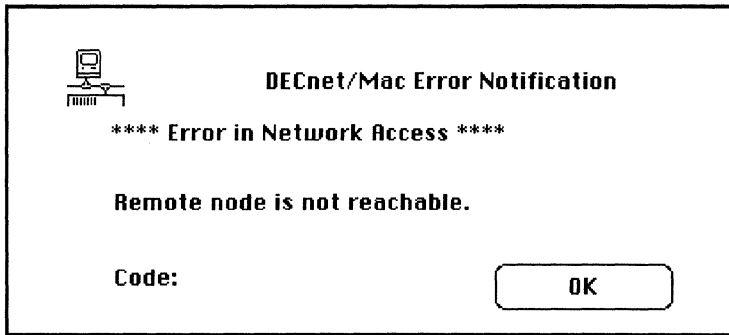 DECnet/Mac Error Notification
**** Error in Network Access ****
Remote node is not reachable.
Code:
OK